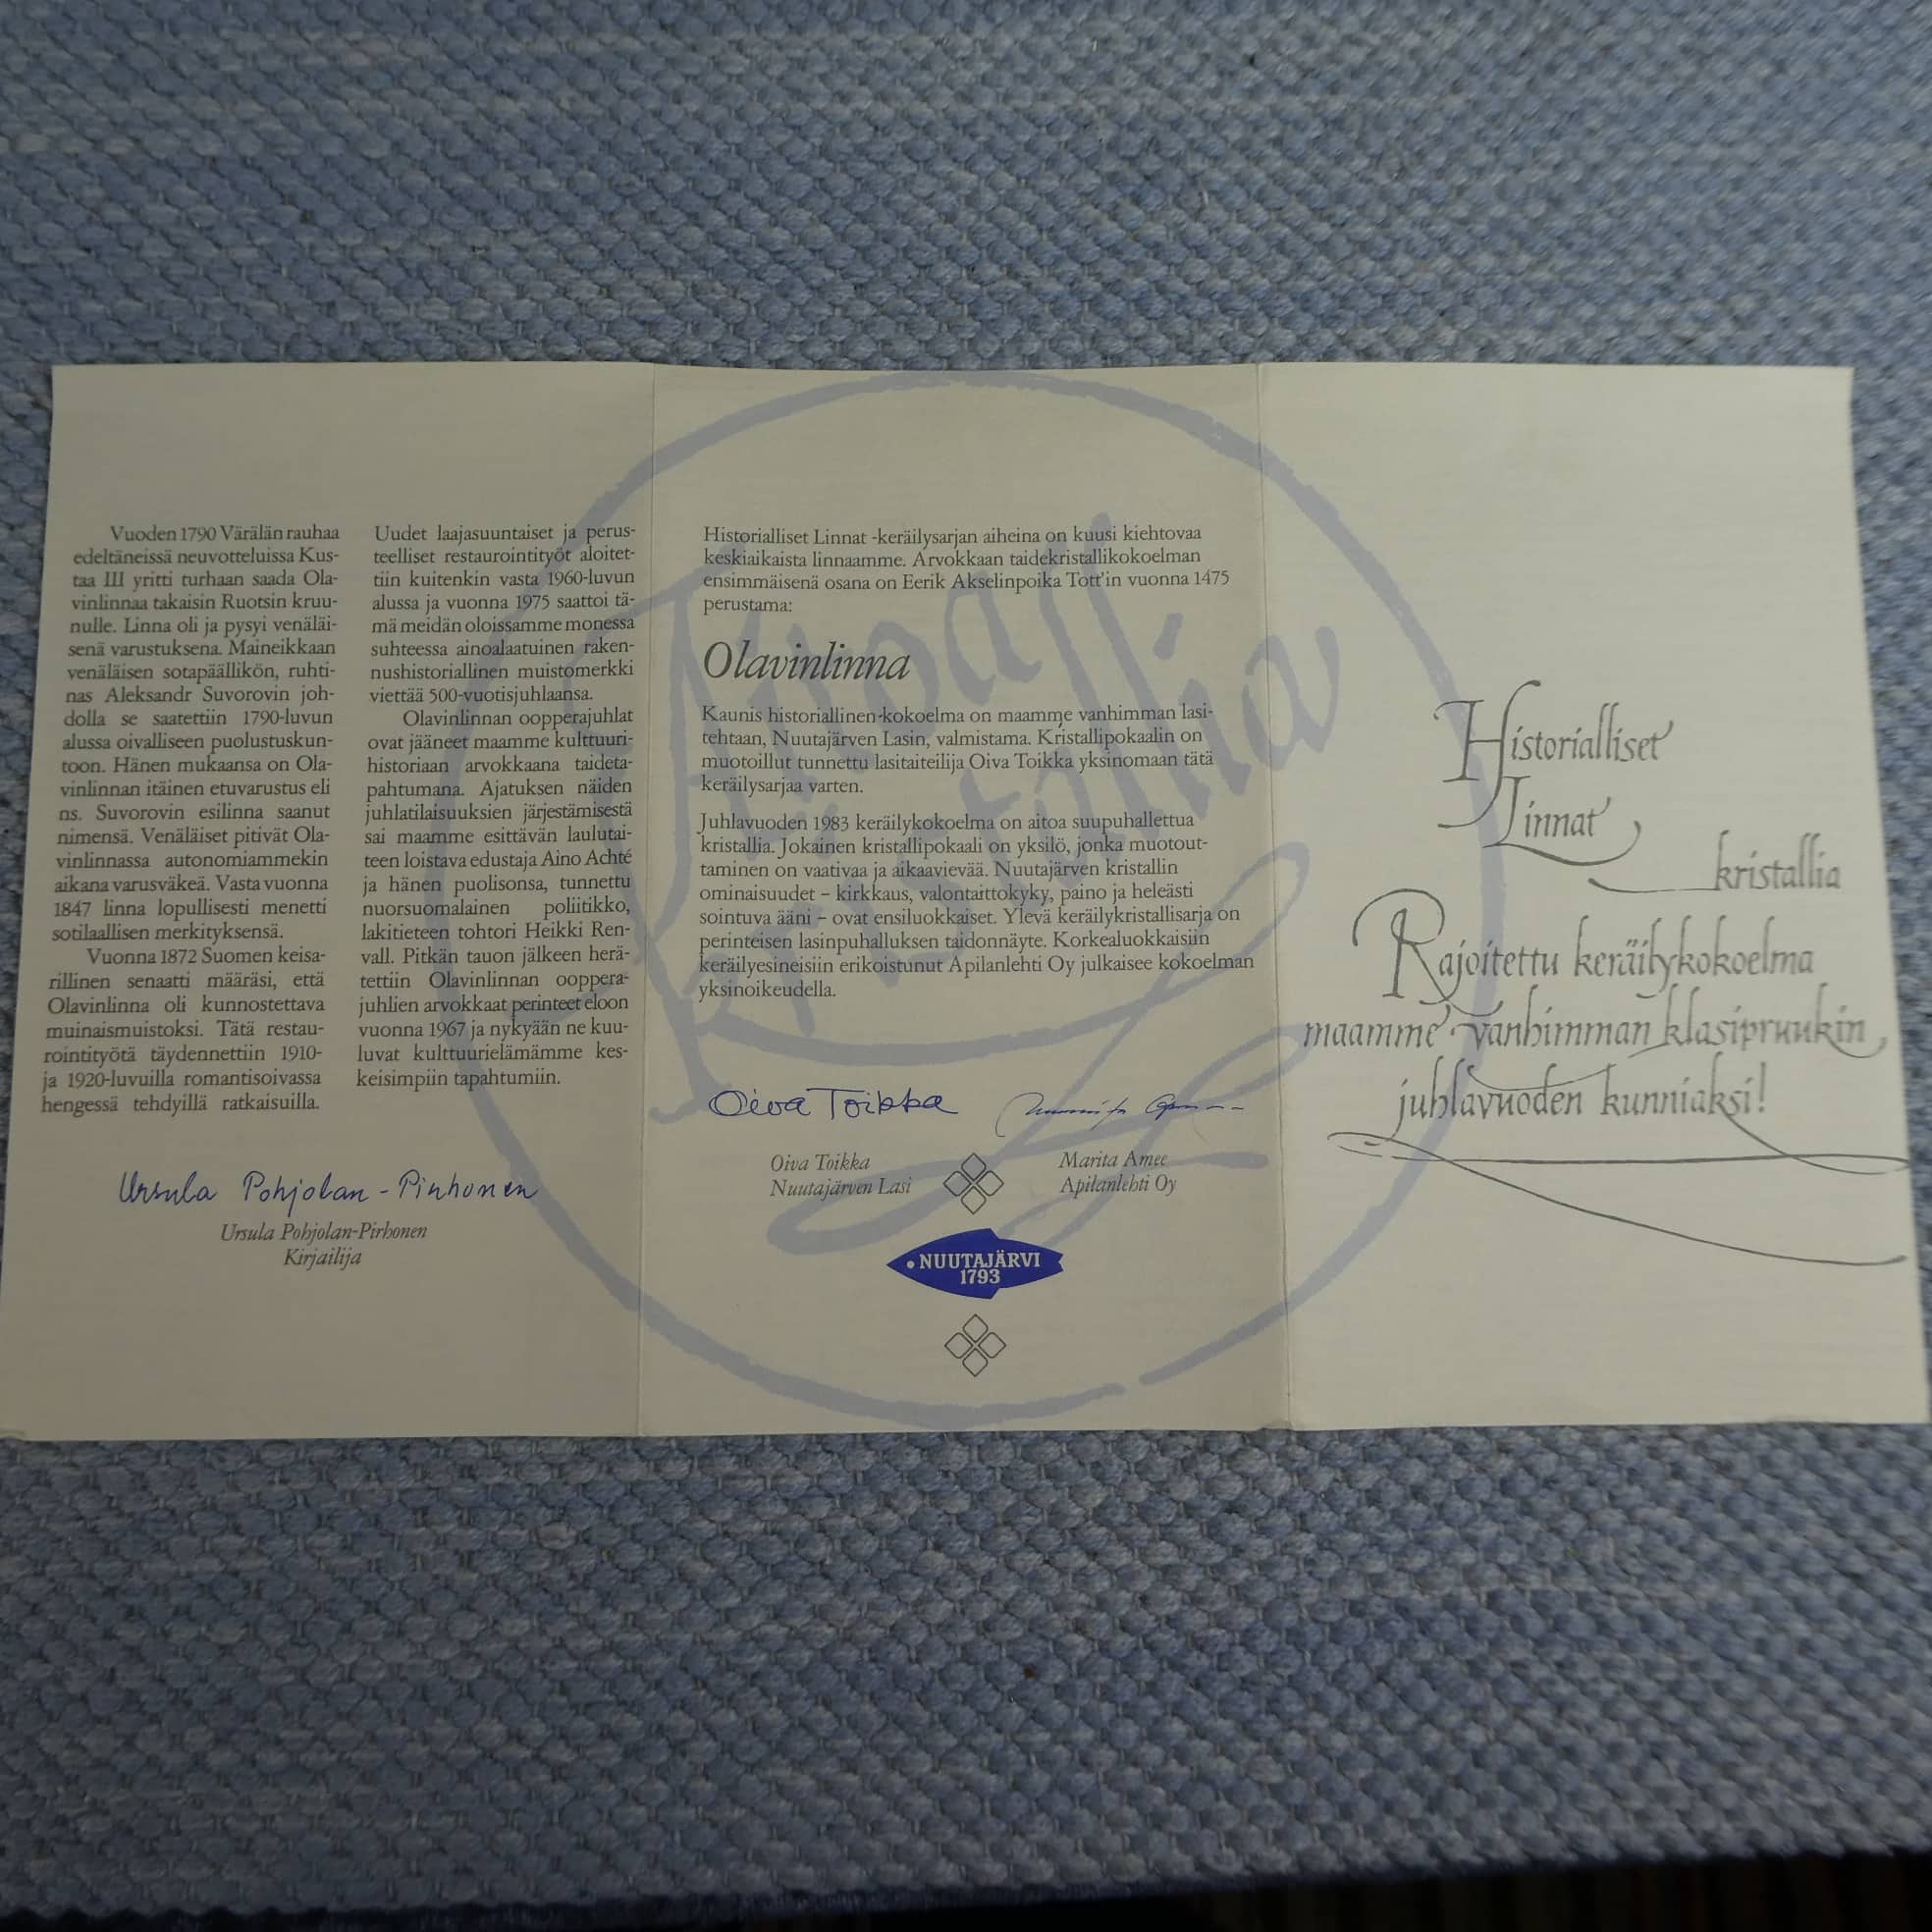 Vuoden 1790 Värälän rauhaa
edeltäneissä neuvotteluissa Kus-
taa III yritti turhaan saada Ola-
vinlinnaa takaisin Ruotsin kruu-
nulle. Linna oli ja pysyi venäläi-
senä varustuksena. Maineikkaan
venäläisen sotapäällikön, ruhti-
nas Aleksandr Suvorovin joh-
dolla se saatettiin 1790-luvun
alussa oivalliseen puolustuskun-
toon. Hänen mukaansa on Ola-
vinlinnan itäinen etuvarustus eli
ns. Suvorovin esilinna saanut
nimensä. Venäläiset pitivät Ola-
vinlinnassa autonomiammekin
aikana varusväkeä. Vasta vuonna
1847 linna lopullisesti menetti
sotilaallisen merkityksensä.
Vuonna 1872 Suomen keisa-
rillinen senaatti määräsi, että
Olavinlinna oli kunnostettava
muinaismuistoksi. Tätä restau-
rointityötä täydennettiin 1910-
ja 1920-luvuilla romantisoivassa
hengessä tehdyillä ratkaisuilla.
Uudet laajasuuntaiset ja perus-
teelliset restaurointityöt aloitet-
tiin kuitenkin vasta 1960-luvun
alussa ja vuonna 1975 saattoi tä-
mä meidän oloissamme monessa
suhteessa ainoalaatuinen raken-
nushistoriallinen muistomerkki
viettää 500-vuotisjuhlaansa.
Olavinlinnan oopperajuhlat
ovat jääneet maamme kulttuuri-
historiaan arvokkaana taideta-
pahtumana. Ajatuksen näiden
juhlatilaisuuksien järjestämisestä
sai maamme esittävän laulutai-
teen loistava edustaja Aino Achté
ja hänen puolisonsa, tunnettu
nuorsuomalainen poliitikko,
lakitieteen tohtori Heikki Ren-
vall. Pitkän tauon jälkeen herä-
tettiin Olavinlinnan ooppera-
juhlien arvokkaat perinteet eloon
vuonna 1967 ja nykyään ne kuu-
luvat kulttuurielämämme kes-
keisimpiin tapahtumiin.
Ursula Pohjolan-Pirhonen
Ursula Pohjolan-Pirhonen
Kirjailija
Historialliset Linnat -keräilysarjan aiheina on kuusi kiehtovaa
keskiaikaista linnaamme. Arvokkaan taidekristallikokoelman
ensimmäisenä osana on Eerik Akselinpoika Tott'in vuonna 1475
perustama:
Olavinlinna
Kaunis historiallinen-kokoelma on maamme vanhimman lasi-
tehtaan, Nuutajärven Lasin, valmistama. Kristallipokaalin on
muotoillut tunnettu lasitaiteilija Oiva Toikka yksinomaan tätä
keräilysarjaa varten.
Juhlavuoden 1983 keräilykokoelma on aitoa suupuhallettua
kristallia. Jokainen kristallipokaali on yksilö, jonka muotout-
taminen on vaativaa ja aikaavievää. Nuutajärven kristallin
ominaisuudet – kirkkaus, valontaittokyky, paino ja heleästi
sointuva ääni – ovat ensiluokkaiset. Ylevä keräilykristallisarja on
perinteisen lasinpuhalluksen taidonnäyte. Korkealuokkaisiin
keräilyesineisiin erikoistunut Apilanlehti Oy julkaisee kokoelman
yksinoikeudella.
Oiva Toikka
Oiva Toikka
Nuutajärven Lasi
Marita Amee
Apilanlehti Oy
NUUTAJÄRVI
1793
Historialliset
Linnat
kristallia
Rajoitettu keräilykokoelma
maamme vanhimman klasipruukin
juhlavuoden kunniaksi!